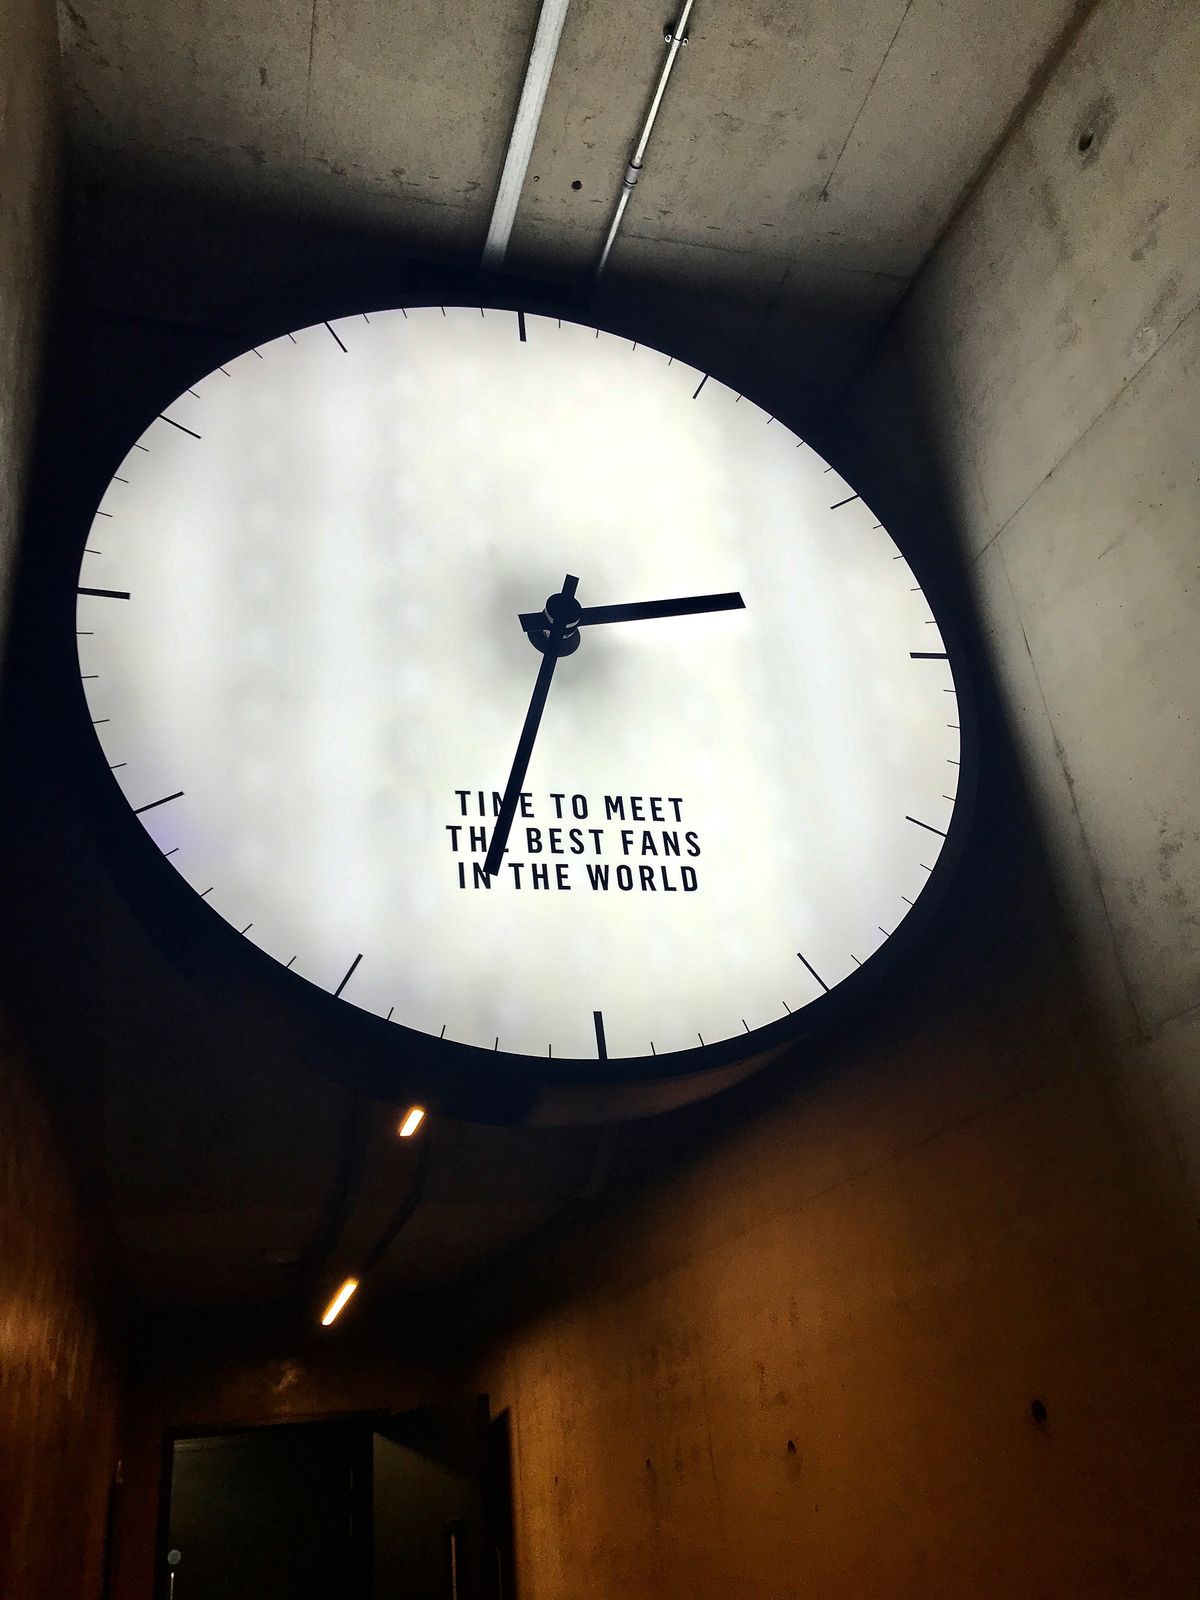 TIME TO MEET
THE BEST FANS
IN THE WORLD